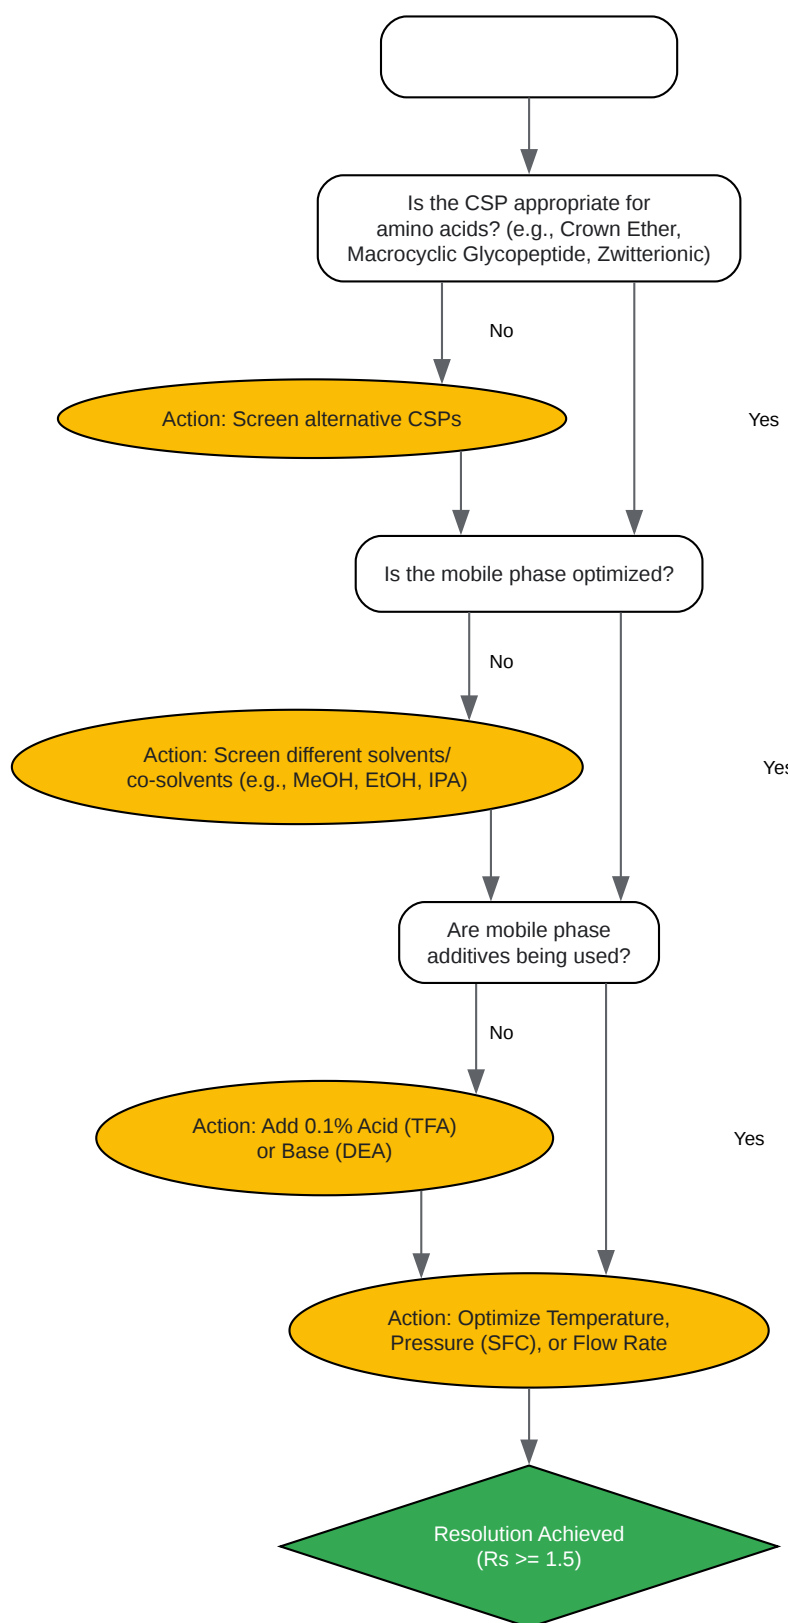 Is the CSP appropriate for
amino acids? (e.g., Crown Ether,
Macrocyclic Glycopeptide, Zwitterionic)
No
Action: Screen alternative CSPs
Yes
Is the mobile phase optimized?
No
Action: Screen different solvents/
co-solvents (e.g., MeOH, EtOH, IPA)
Yes
Are mobile phase
additives being used?
No
Action: Add 0.1% Acid (TFA)
or Base (DEA)
Yes
Action: Optimize Temperature,
Pressure (SFC), or Flow Rate
Resolution Achieved
(Rs >= 1.5)